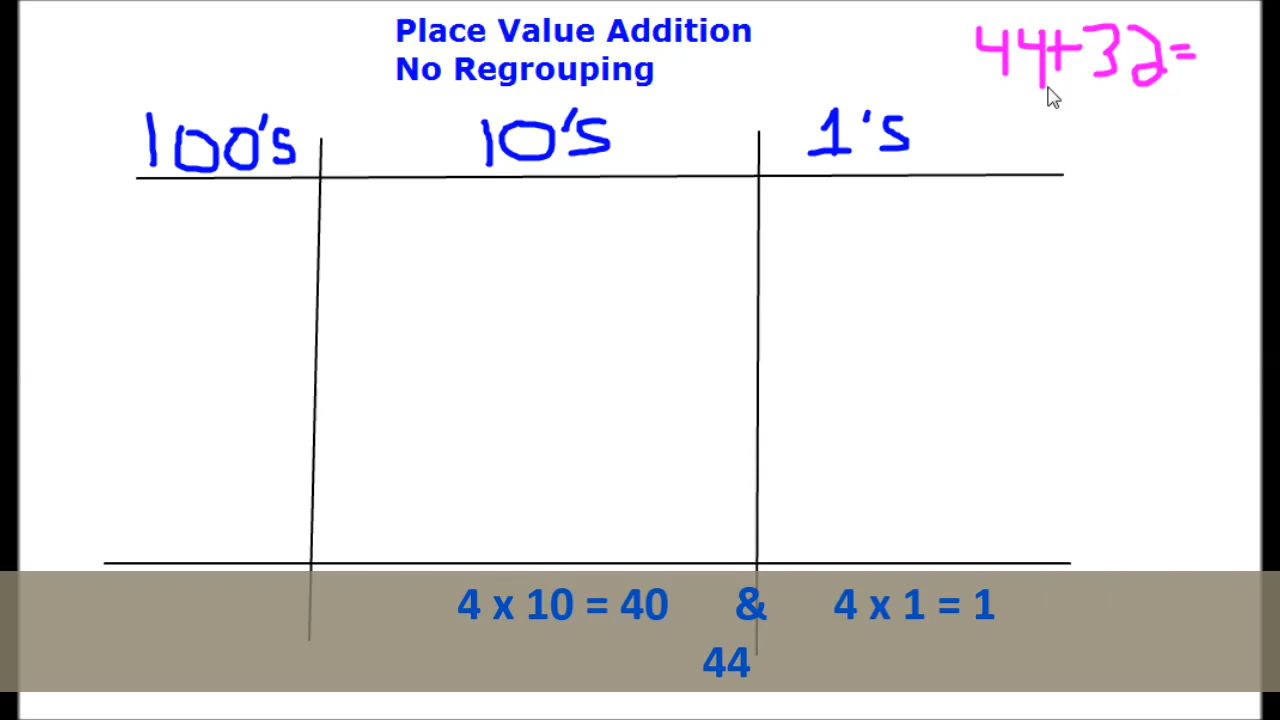 Place Value Addition
No Regrouping
44+32=
100's 10's 1's
4 x 10 = 40 & 4 x 1 = 1
44